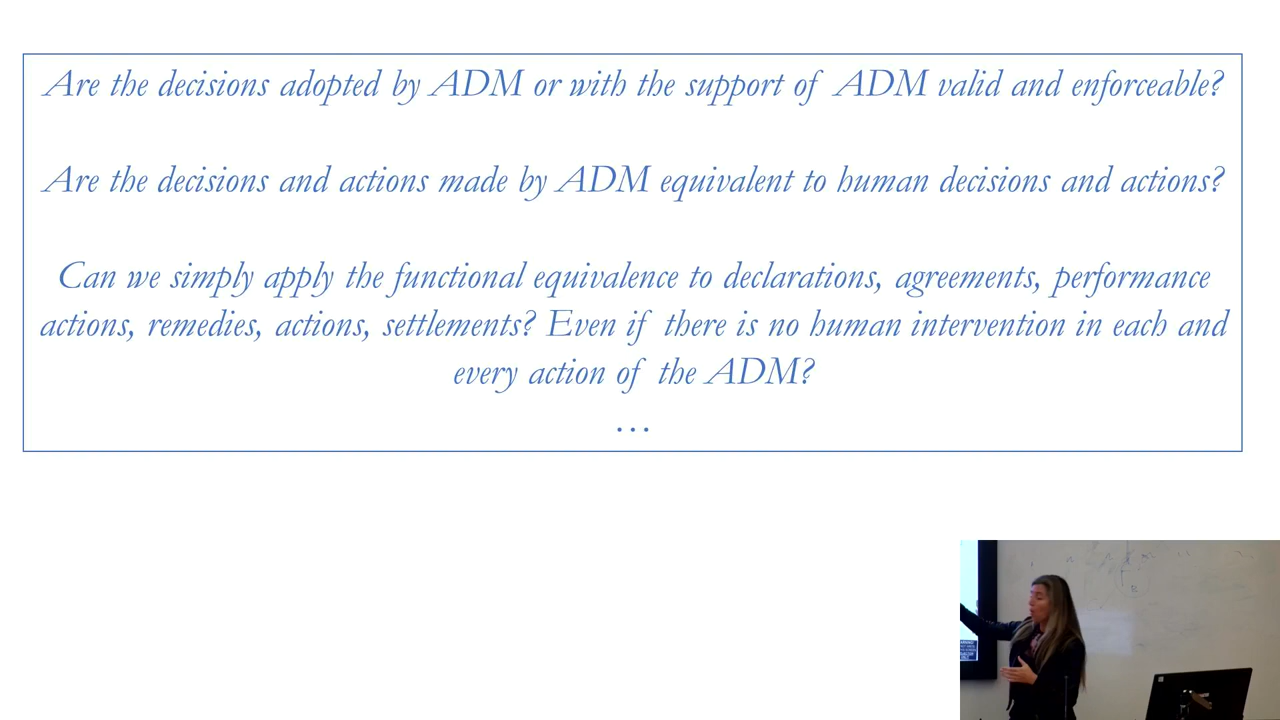 Are the decisions adopted by ADM or with the support of ADM valid and enforceable?
Are the decisions and actions made by ADM equivalent to human decisions and actions?
Can we simply apply the functional equivalence to declarations, agreements, performance
actions, remedies, actions, settlements? Even if there is no human intervention in each and
every action of the ADM?
…